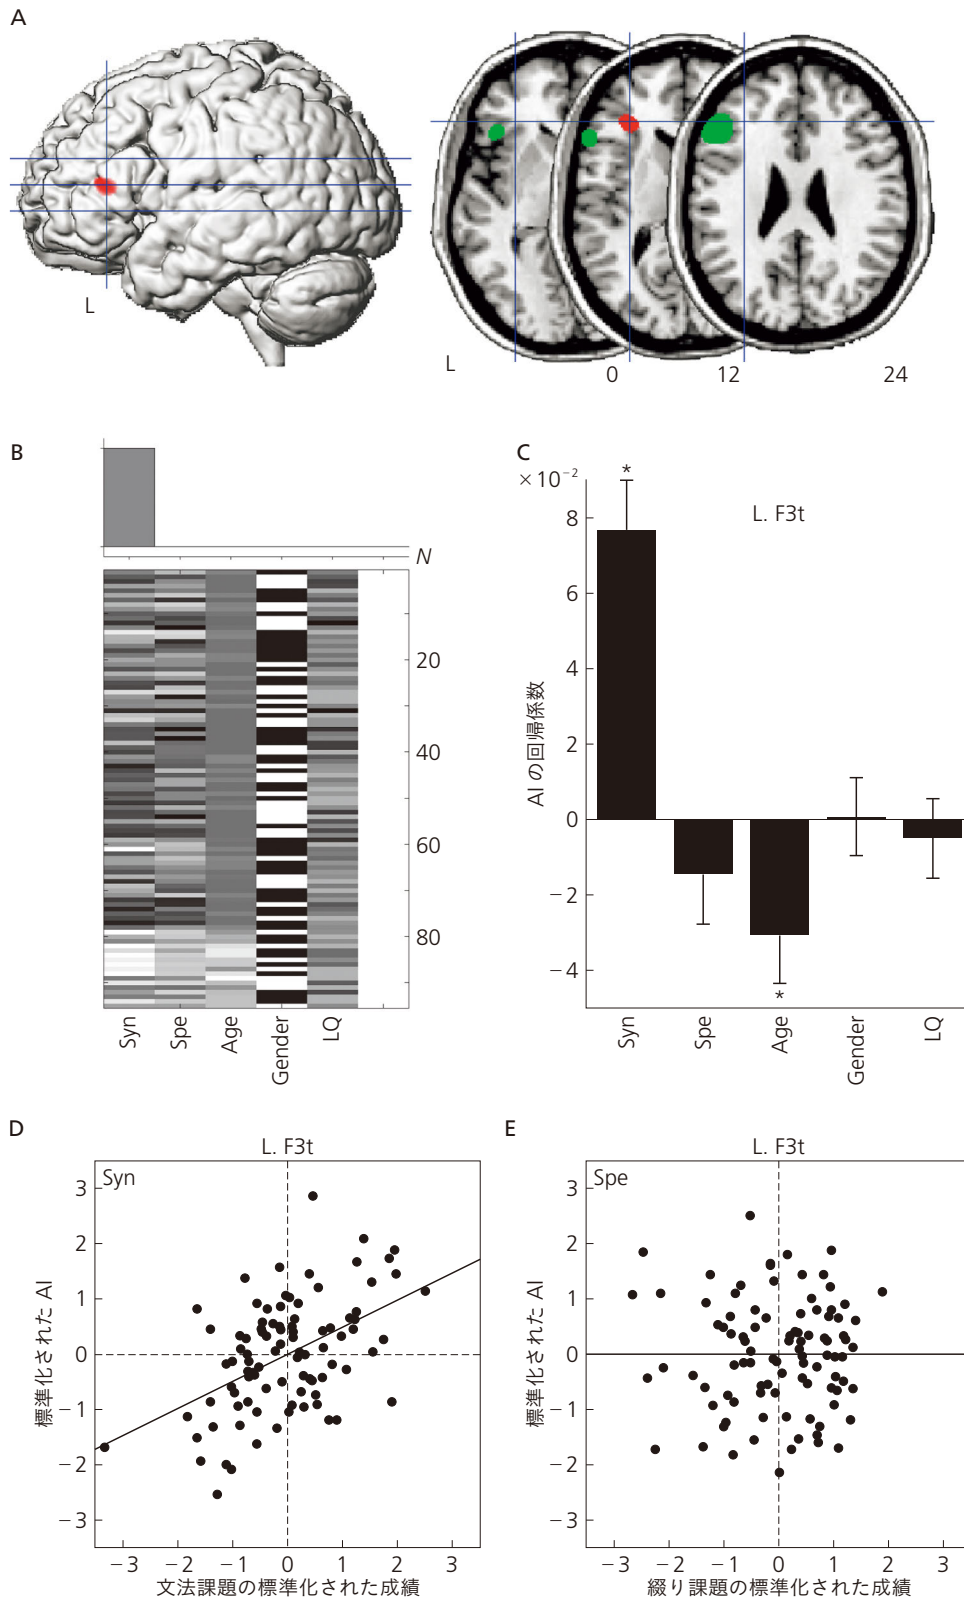 A
L
L
0 12 24
B
N
20
40
60
80
Syn Spe Age Gender LQ
C
×10⁻²
L. F3t
*
8
6
4
2
0
−2
−4
*
AI の回帰係数
Syn Spe Age Gender LQ
D
L. F3t
Syn
3
2
1
0
−1
−2
−3
標準化された AI
−3 −2 −1 0 1 2 3
文法課題の標準化された成績
E
L. F3t
Spe
3
2
1
0
−1
−2
−3
標準化された AI
−3 −2 −1 0 1 2 3
綴り課題の標準化された成績